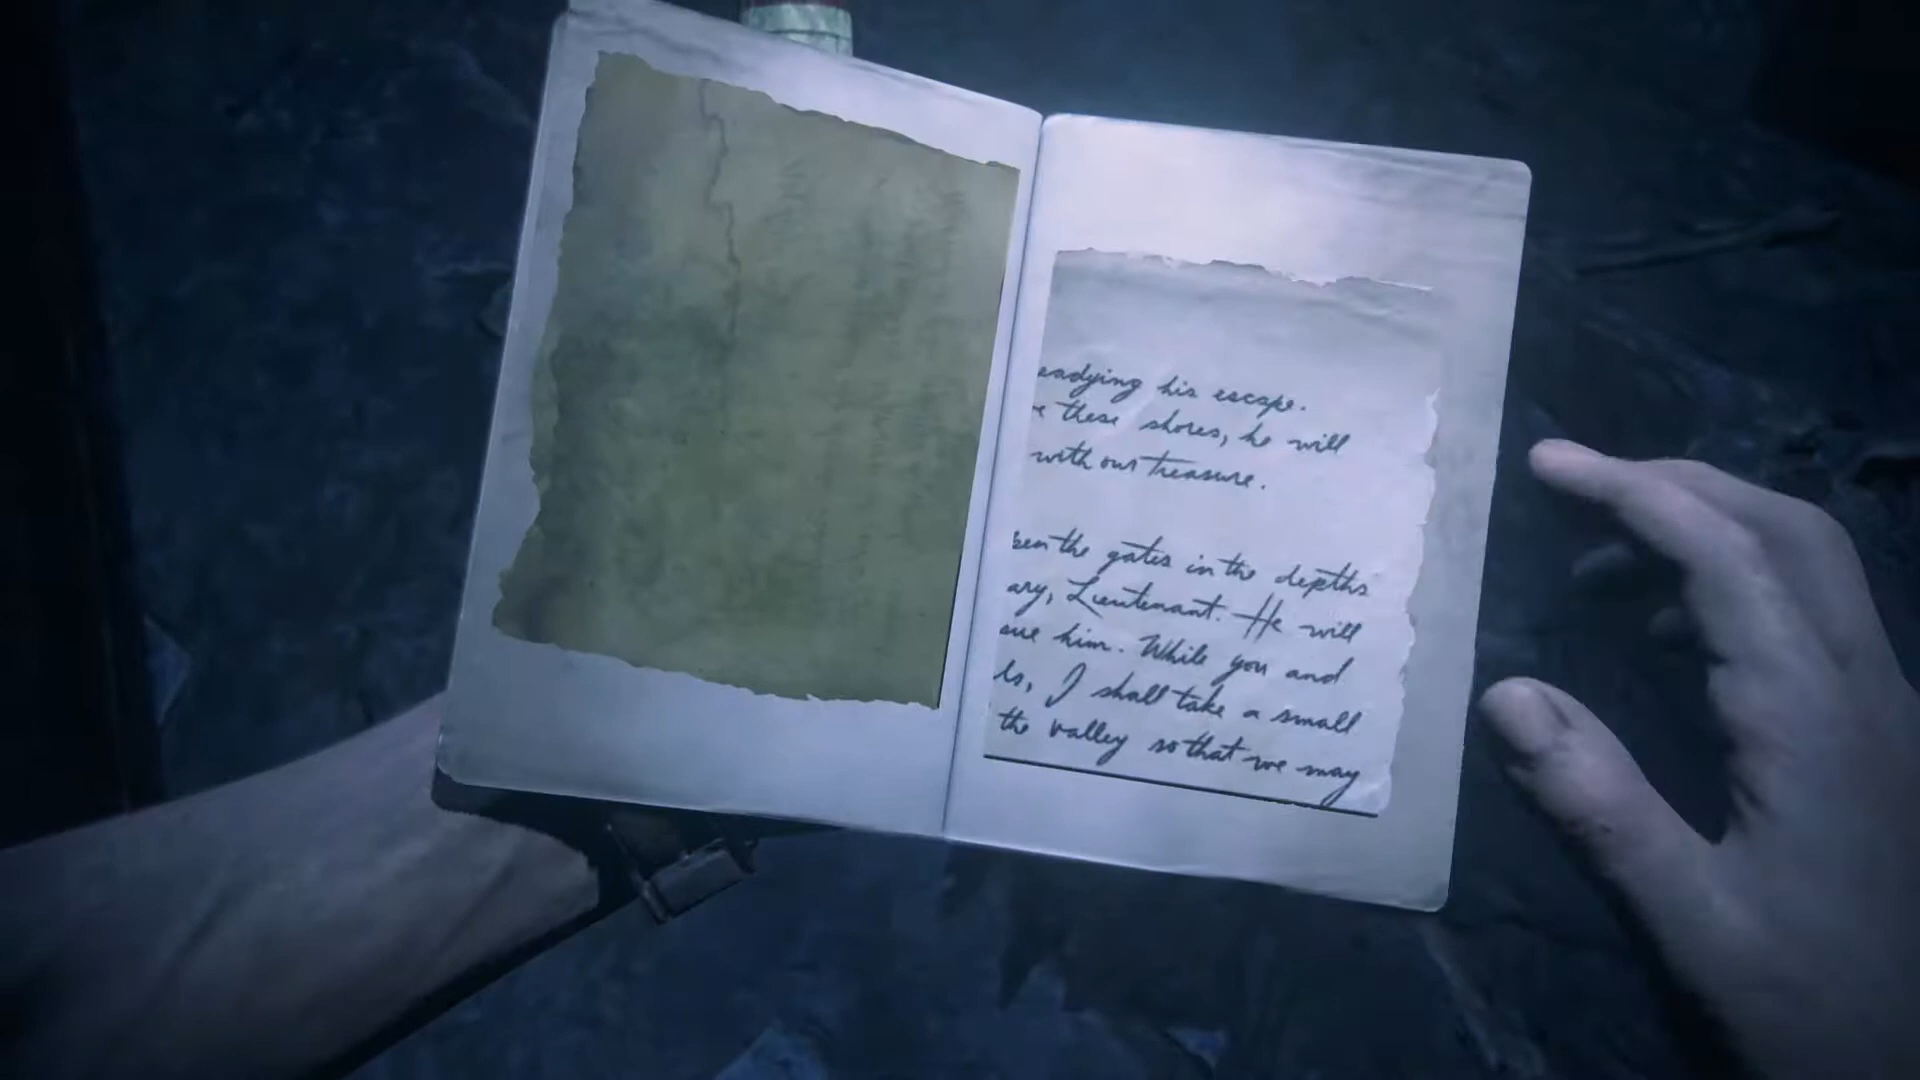 eadying his escape.
these shores, he will
with our treasure.
the gates in the depths
ary, Lieutenant. He will
sue him. While you and
ls, I shall take a small
the valley so that we may